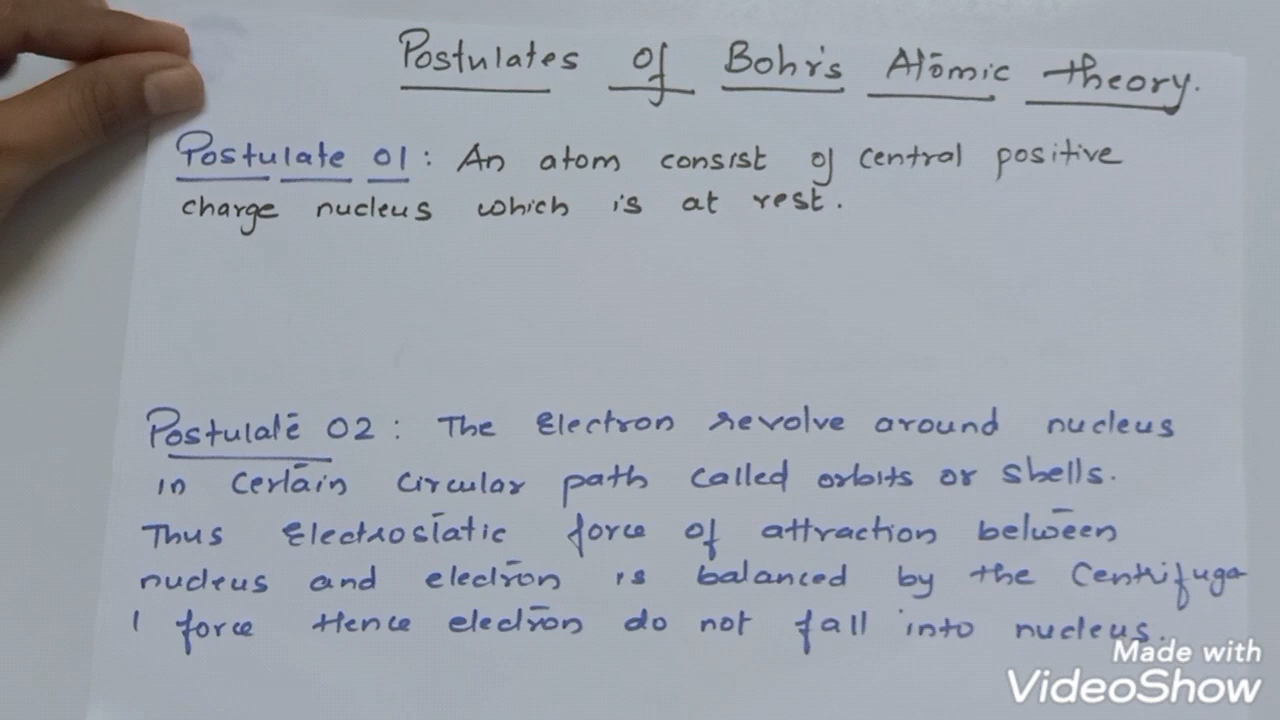 Postulates of Bohr's Atomic theory.
Postulate 01: An atom consist of central positive
charge nucleus which is at rest.
Postulate 02: The Electron revolve around nucleus
in certain circular path called orbits or shells.
Thus Electrostatic force of attraction between
nucleus and electron is balanced by the Centrifuga
l force Hence electron do not fall into nucleus.
Made with
VideoShow